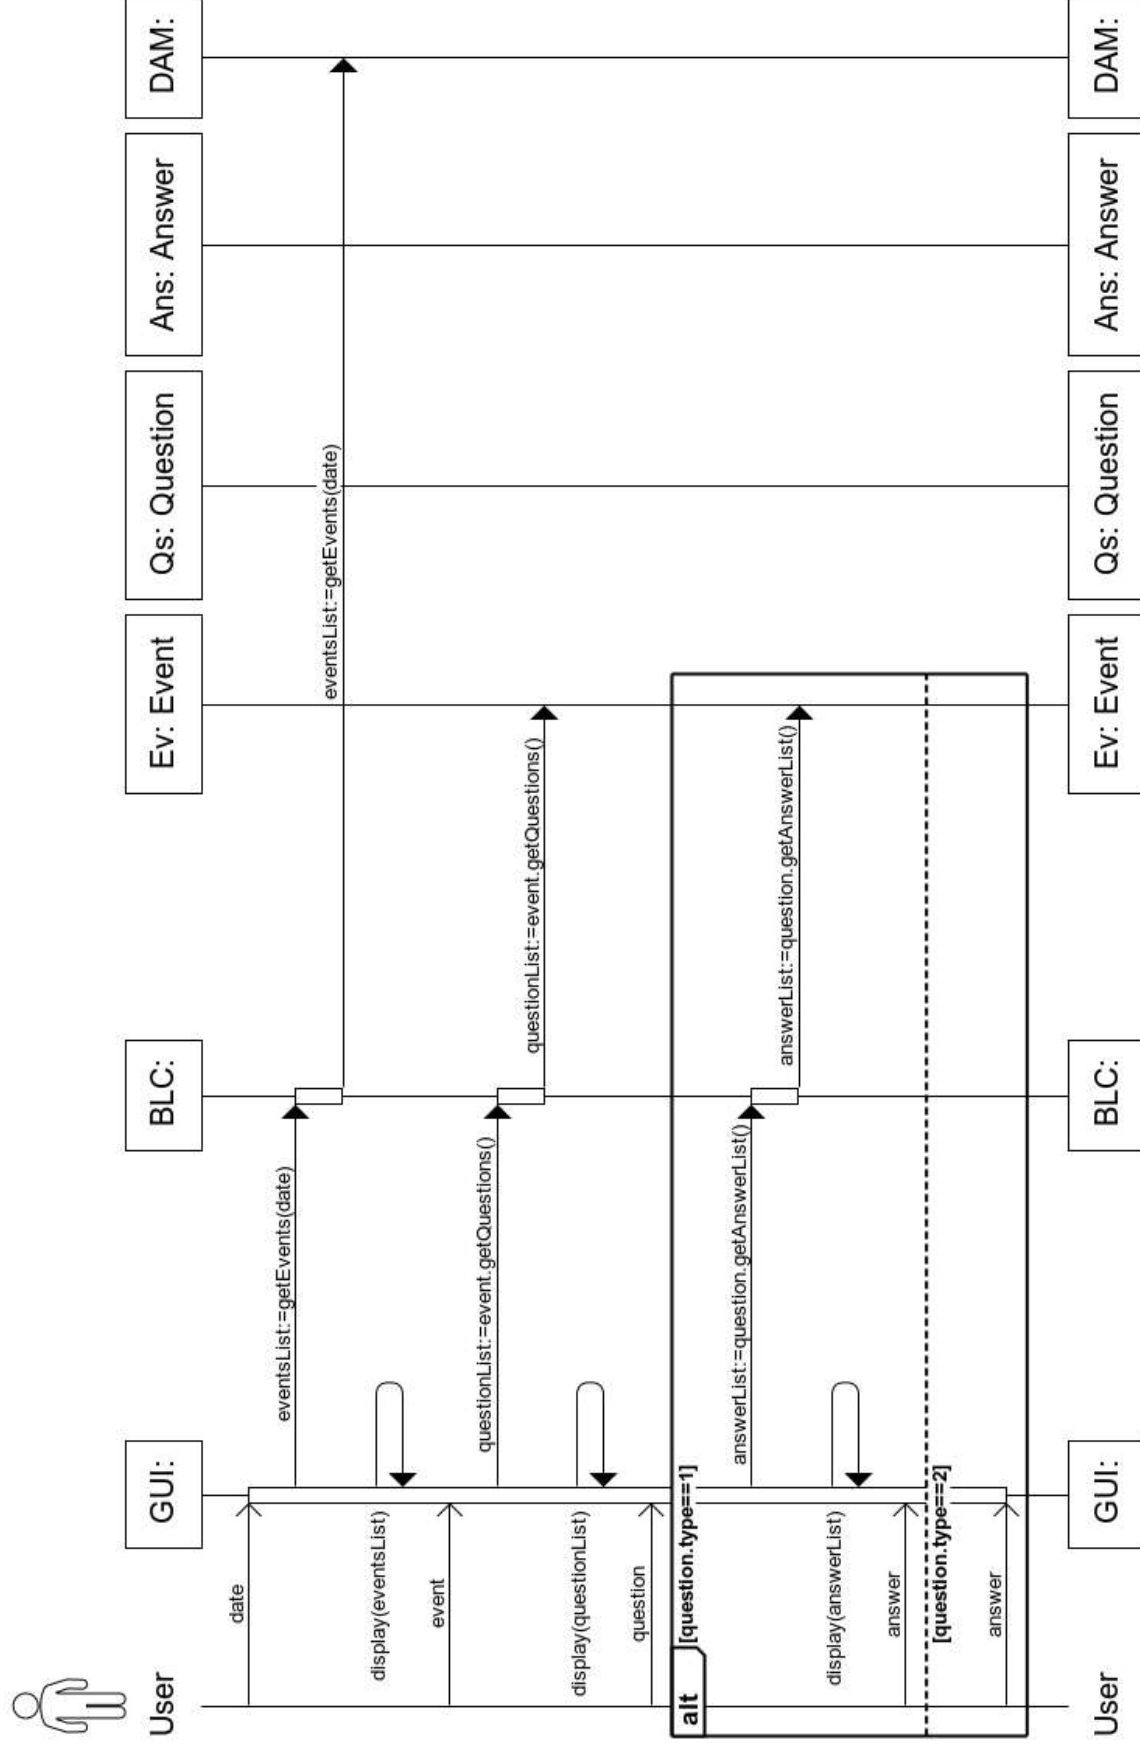 User
GUI:
BLC:
Ev: Event
Qs: Question
Ans: Answer
DAM:
date
eventsList:=getEvents(date)
eventsList:=getEvents(date)
display(eventsList)
event
questionList:=event.getQuestions()
questionList:=event.getQuestions()
display(questionList)
question
alt
[question.type==1]
answerList:=question.getAnswerList()
answerList:=question.getAnswerList()
display(answerList)
answer
[question.type==2]
answer
User
GUI:
BLC:
Ev: Event
Qs: Question
Ans: Answer
DAM: